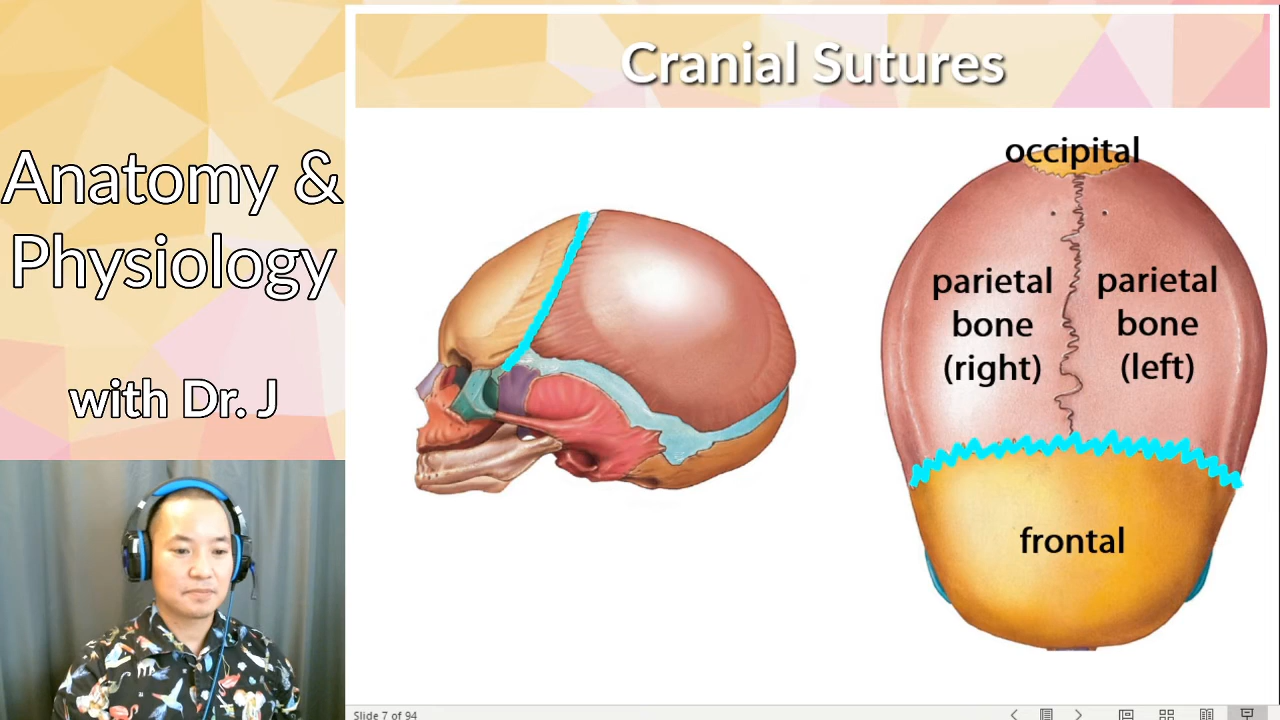 Anatomy &
Physiology
with Dr. J
Cranial Sutures
occipital
parietal
bone
(right)
parietal
bone
(left)
frontal
Slide 7 of 94